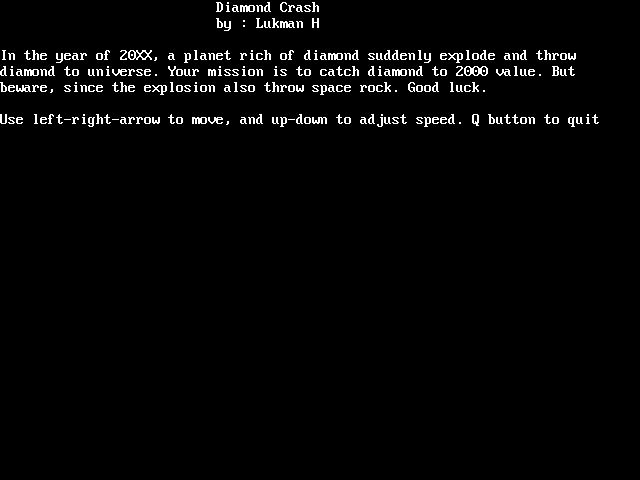 Diamond Crash
by : Lukman H
In the year of 20XX, a planet rich of diamond suddenly explode and throw
diamond to universe. Your mission is to catch diamond to 2000 value. But
beware, since the explosion also throw space rock. Good luck.
Use left-right-arrow to move, and up-down to adjust speed. Q button to quit